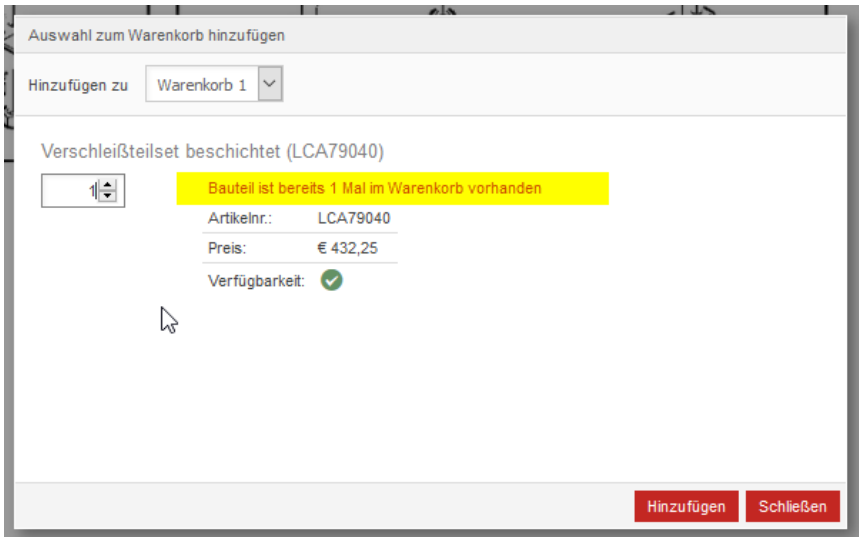 Auswahl zum Warenkorb hinzufügen
Hinzufügen zu Warenkorb 1
Verschleißteilset beschichtet (LCA79040)
1 Bauteil ist bereits 1 Mal im Warenkorb vorhanden
Artikelnr.: LCA79040
Preis: € 432,25
Verfügbarkeit:
Hinzufügen Schließen